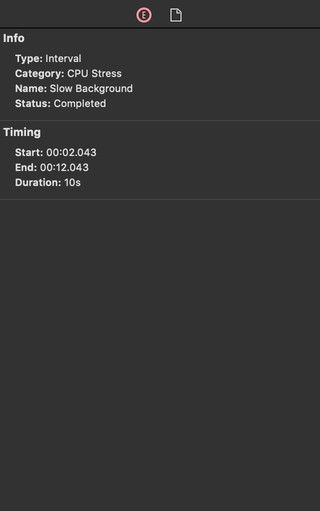 E
Info
Type: Interval
Category: CPU Stress
Name: Slow Background
Status: Completed
Timing
Start: 00:02.043
End: 00:12.043
Duration: 10s